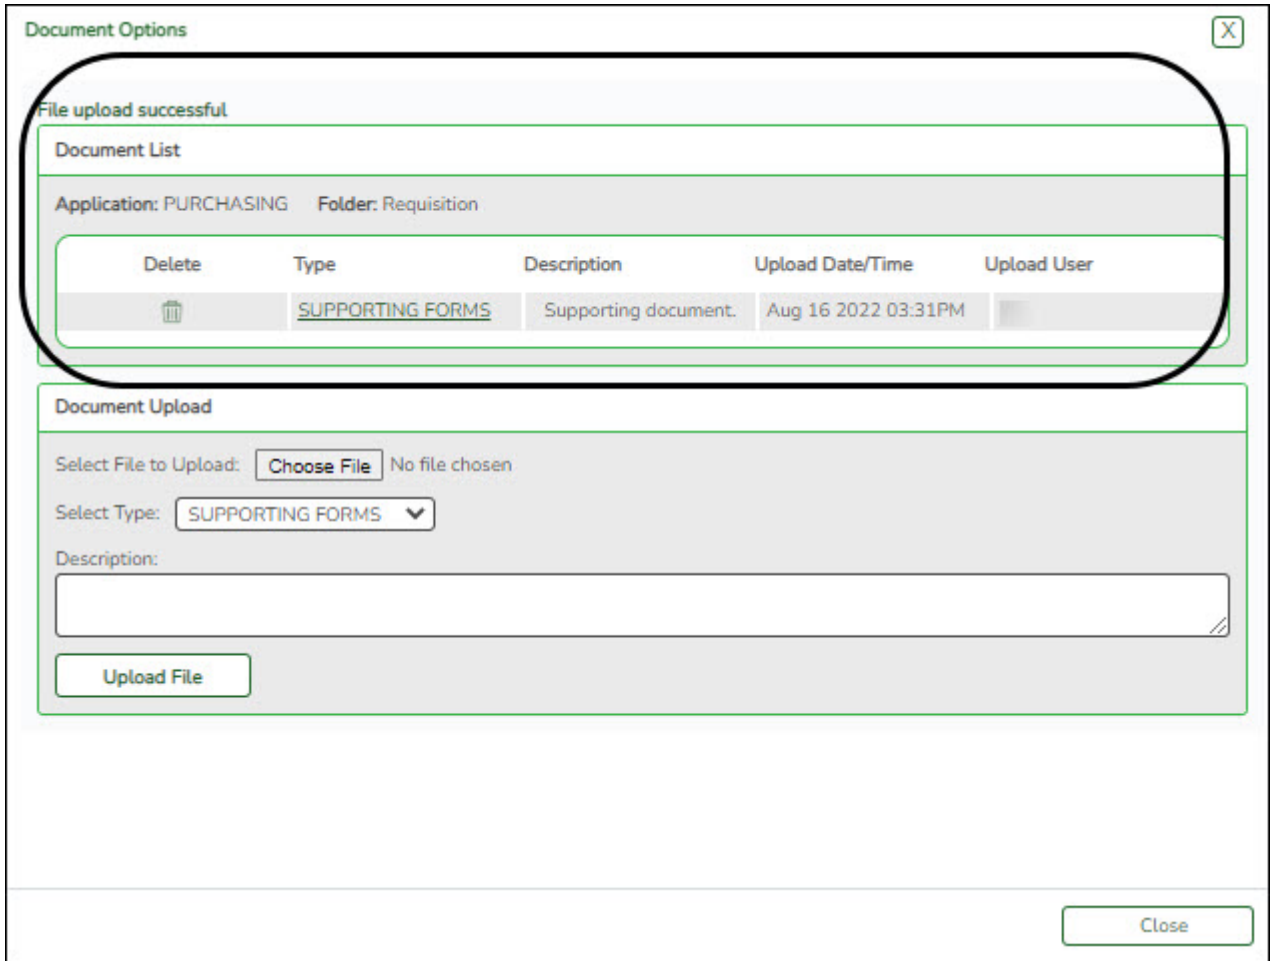 Document Options
X
File upload successful
Document List
Application: PURCHASING Folder: Requisition
Delete Type Description Upload Date/Time Upload User
SUPPORTING FORMS Supporting document. Aug 16 2022 03:31PM
Document Upload
Select File to Upload: Choose File No file chosen
Select Type: SUPPORTING FORMS
Description:
Upload File
Close